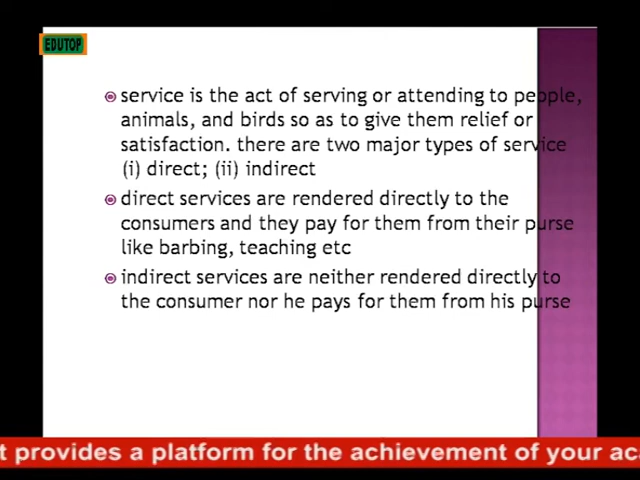 EDUTOP
service is the act of serving or attending to people,
animals, and birds so as to give them relief or
satisfaction. there are two major types of service
(i) direct; (ii) indirect
direct services are rendered directly to the
consumers and they pay for them from their purse
like barbing, teaching etc
indirect services are neither rendered directly to
the consumer nor he pays for them from his purse
t provides a platform for the achievement of your aca